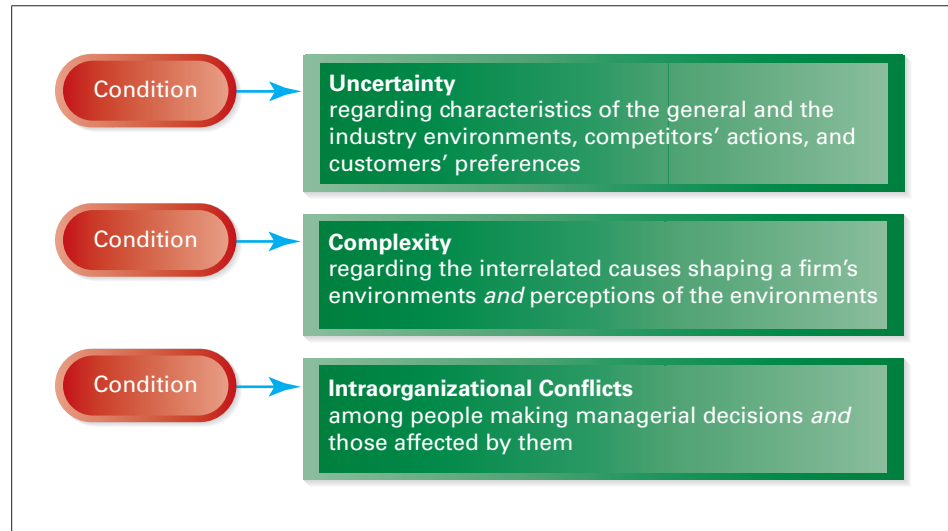 Condition
Uncertainty
regarding characteristics of the general and the
industry environments, competitors’ actions, and
customers’ preferences
Condition
Complexity
regarding the interrelated causes shaping a firm’s
environments and perceptions of the environments
Condition
Intraorganizational Conflicts
among people making managerial decisions and
those affected by them